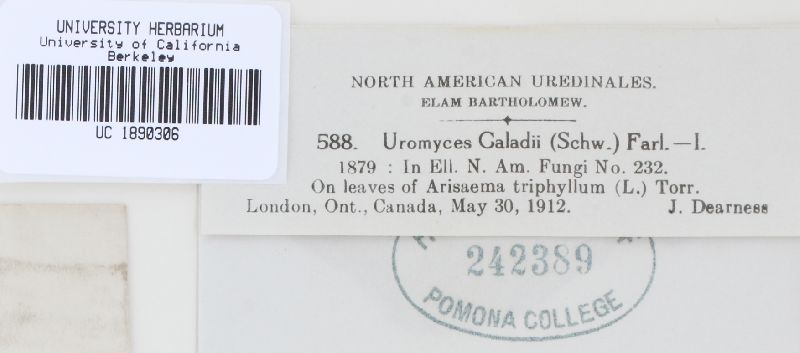 UNIVERSITY HERBARIUM
University of California
Berkeley
UC 1890306
NORTH AMERICAN UREDINALES.
ELAM BARTHOLOMEW.
588. Uromyces Caladii (Schw.) Farl.—I.
1879 : In Ell. N. Am. Fungi No. 232.
On leaves of Arisaema triphyllum (L.) Torr.
London, Ont., Canada, May 30, 1912. J. Dearness
242389
POMONA COLLEGE